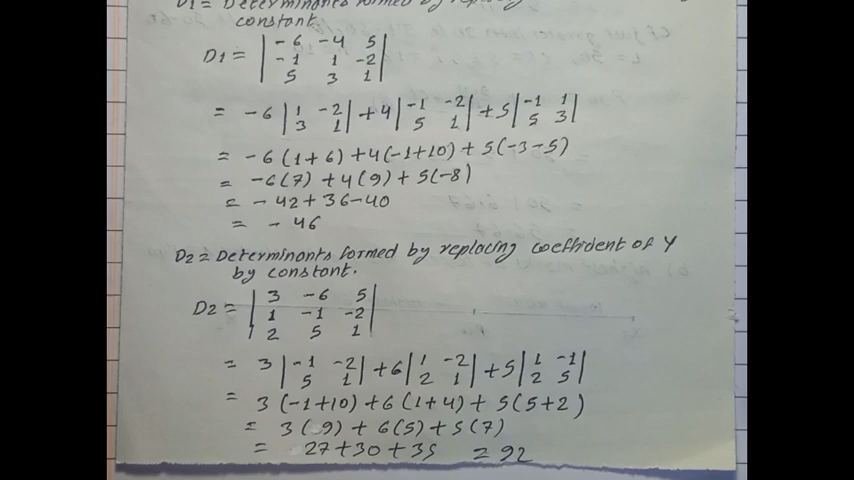 D1 = Determinants formed by replacing
constant.
D1 = | -6 -4 5 |
| -1 1 -2 |
| 5 3 1 |
= -6 | 1 -2 | + 4 | -1 -2 | + 5 | -1 1 |
| 3 1 | | 5 1 | | 5 3 |
= -6 (1+6) + 4(-1+10) + 5(-3-5)
= -6(7) + 4(9) + 5(-8)
= - 42 + 36 - 40
= - 46
D2 = Determinants formed by replacing coefficient of Y
by constant.
D2 = | 3 -6 5 |
| 1 -1 -2 |
| 2 5 1 |
= 3 | -1 -2 | + 6 | 1 -2 | + 5 | 1 -1 |
| 5 1 | | 2 1 | | 2 5 |
= 3 (-1+10) + 6 (1+4) + 5 (5+2)
= 3 (9) + 6(5) + 5(7)
= 27 + 30 + 35 = 92